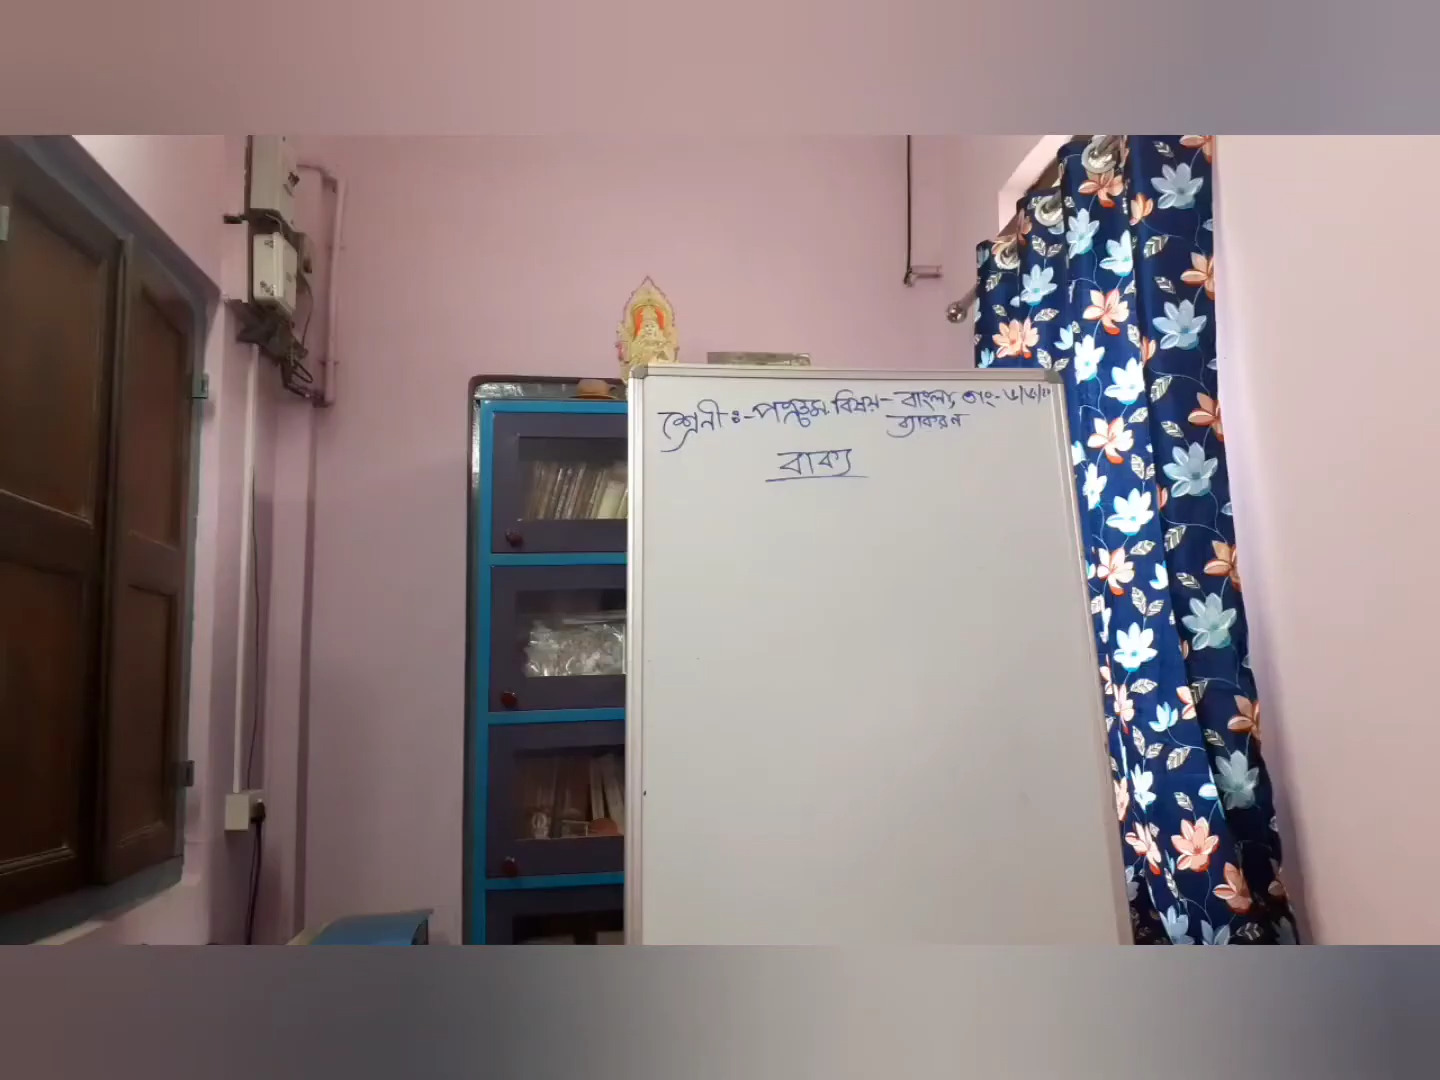 শ্রেনী ঃ- পঞ্চম বিষয়- বাংলা তাং-
ব্যাকরন
বাক্য